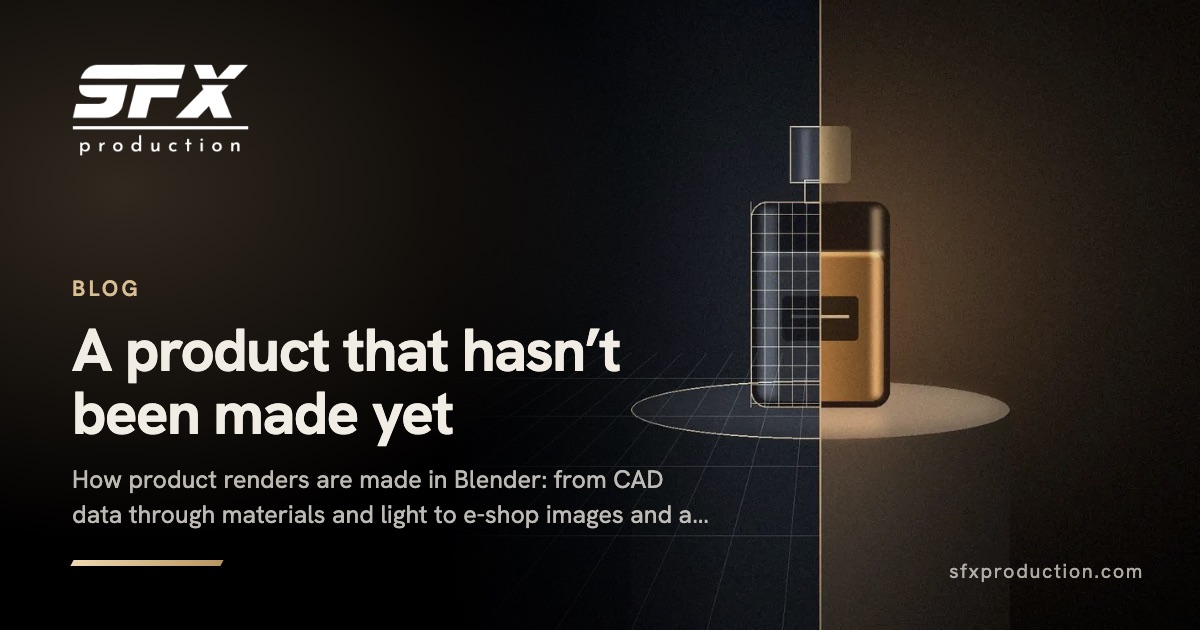 SFX
production
BLOG
A product that hasn’t
been made yet
How product renders are made in Blender: from CAD
data through materials and light to e-shop images and a...
sfxproduction.com